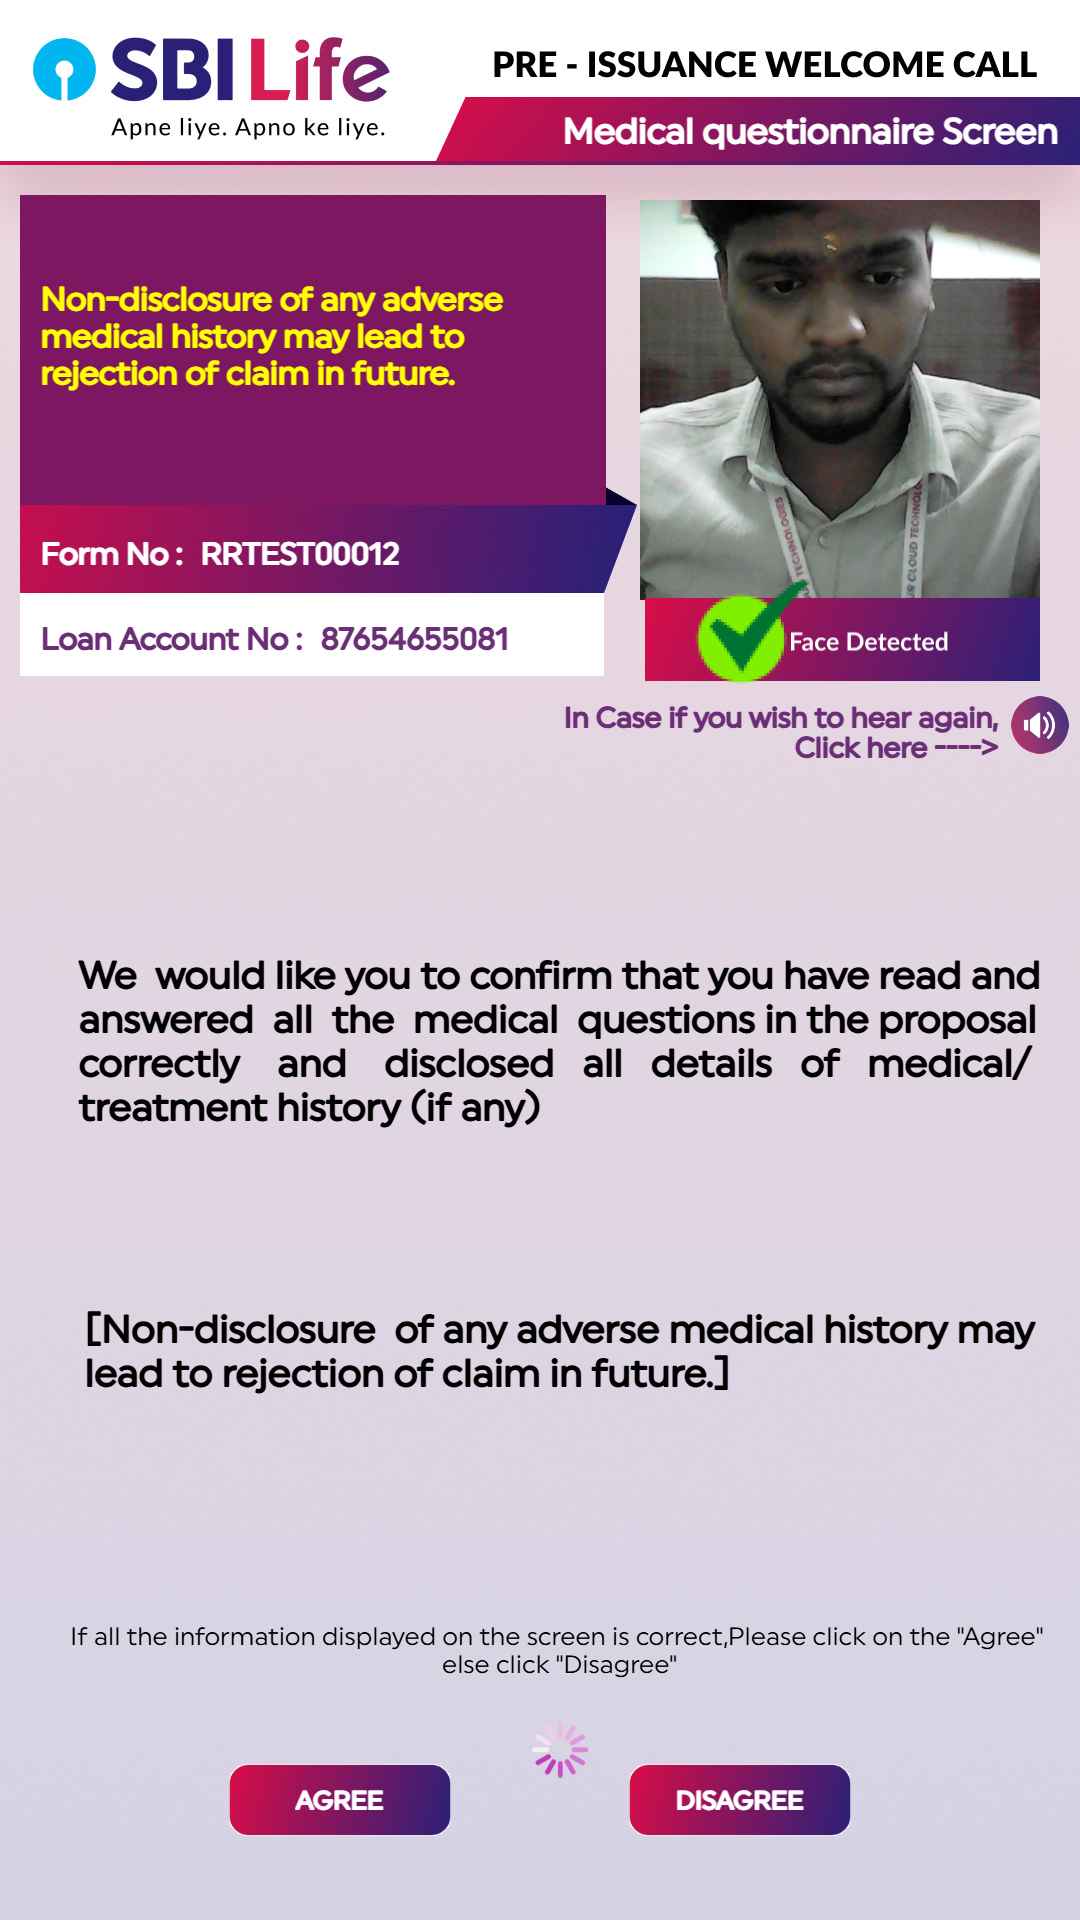 SBI Life
Apne liye. Apno ke liye.
PRE - ISSUANCE WELCOME CALL
Medical questionnaire Screen
Non-disclosure of any adverse
medical history may lead to
rejection of claim in future.
Form No : RRTEST00012
Loan Account No : 87654655081
TECHNOLOGIES
CLOUD TECHNOLO
Face Detected
In Case if you wish to hear again,
Click here ---->
We would like you to confirm that you have read and
answered all the medical questions in the proposal
correctly and disclosed all details of medical/
treatment history (if any)
[Non-disclosure of any adverse medical history may
lead to rejection of claim in future.]
If all the information displayed on the screen is correct,Please click on the "Agree"
else click "Disagree"
AGREE
DISAGREE